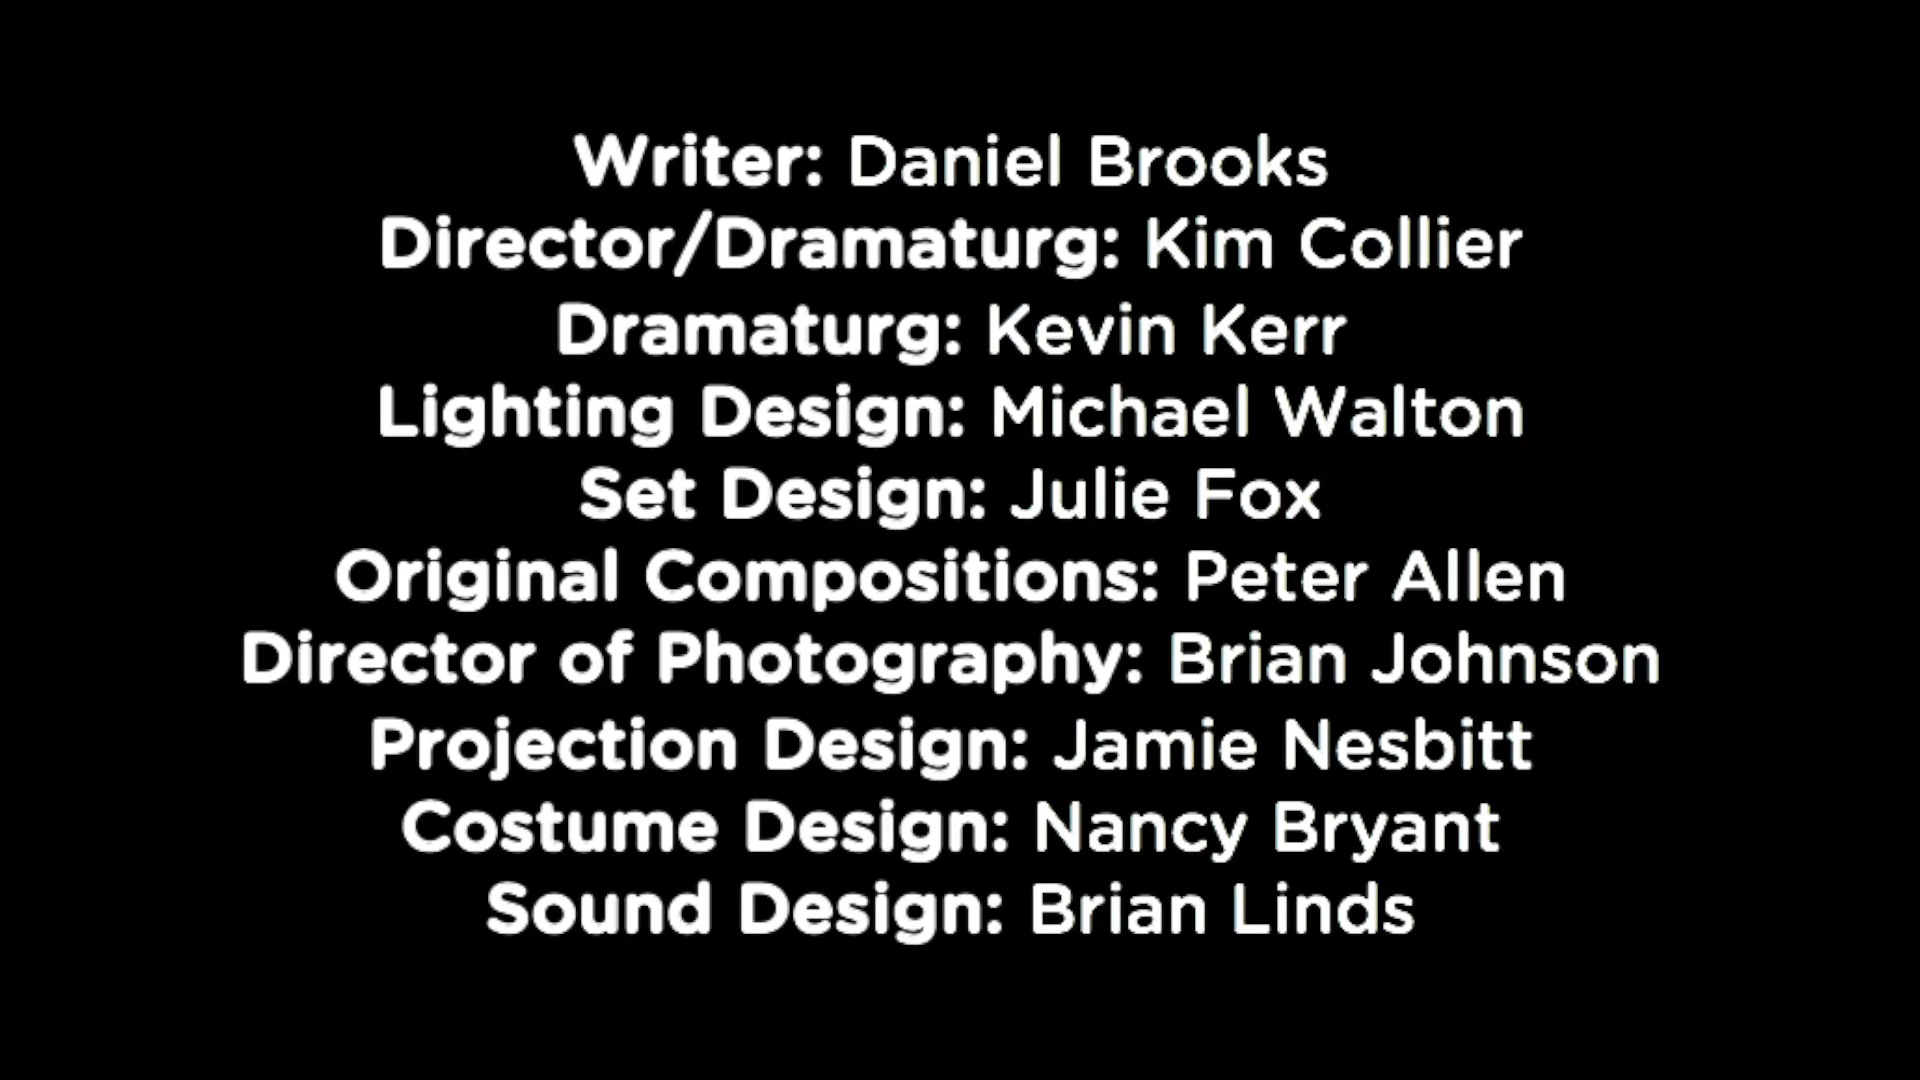 Writer: Daniel Brooks
Director/Dramaturg: Kim Collier
Dramaturg: Kevin Kerr
Lighting Design: Michael Walton
Set Design: Julie Fox
Original Compositions: Peter Allen
Director of Photography: Brian Johnson
Projection Design: Jamie Nesbitt
Costume Design: Nancy Bryant
Sound Design: Brian Linds